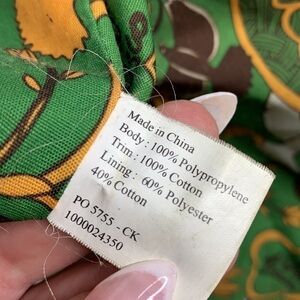 Made in China
Body : 100% Polypropylene
Trim : 100% Cotton
Lining : 60% Polyester
40% Cotton
PO 5755 - CK
1000024350